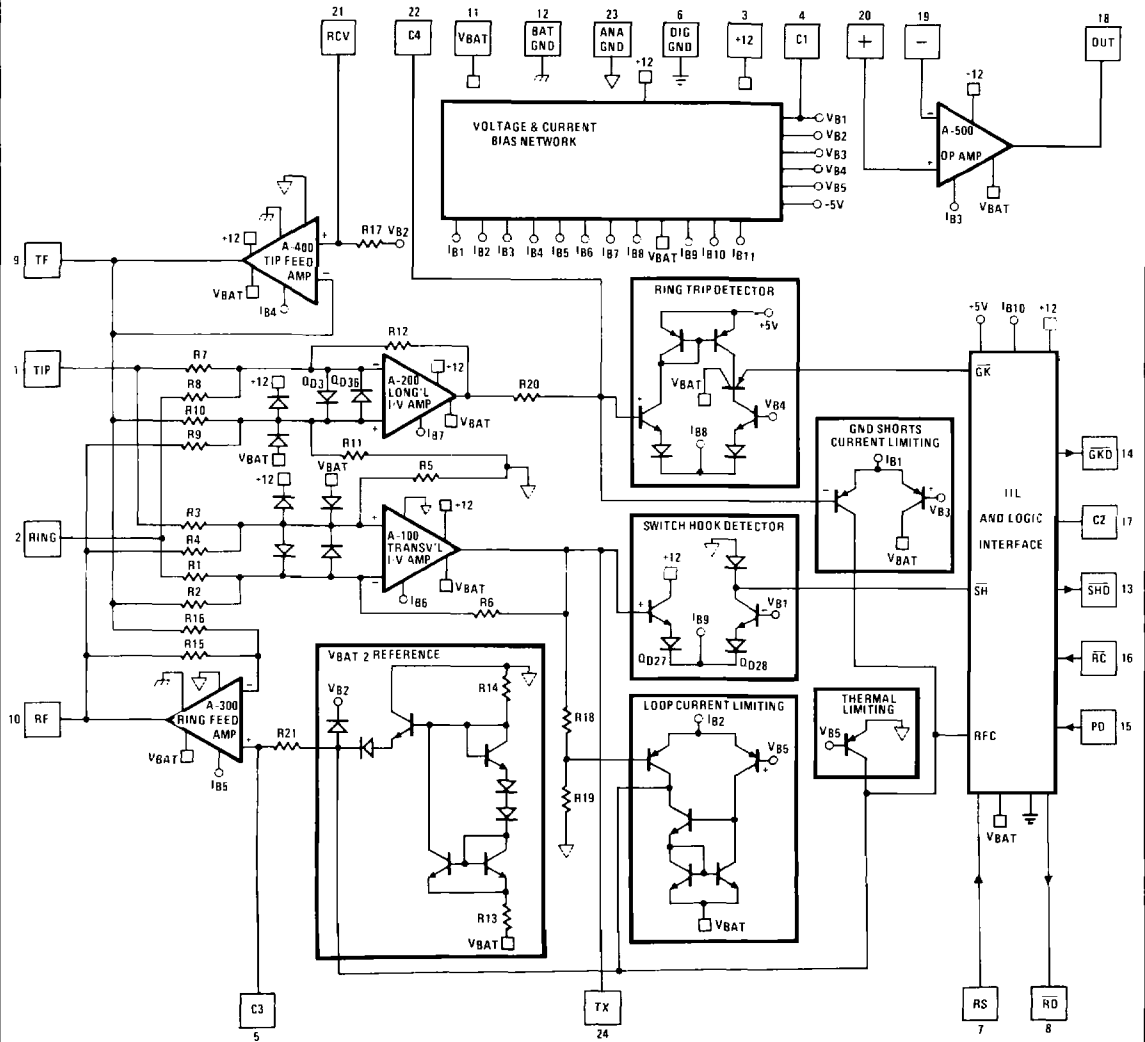 21 22 11 12 23 6 3 4 20 19 18
RCV C4 VBAT BAT GND ANA GND DIG GND +12 C1 + - OUT
+12
VOLTAGE & CURRENT
BIAS NETWORK
VB1
VB2
VB3
VB4
VB5
-5V
IB1 IB2 IB3 IB4 IB5 IB6 IB7 IB8 VBAT IB9 IB10 IB11
-12
-
A-500
OP AMP
+
IB3
VBAT
9 TF
+12
A-400
TIP FEED
AMP
+
-
VBAT
IB4
R17 VB2
1 TIP
R7
R8
R10
R9
+12
VBAT
QD3 QD36
R12
-
A-200
LONG'L
I-V AMP
+
+12
VBAT
IB7
R20
R11
R5
RING TRIP DETECTOR
+5V
VBAT
+
VB4
IB8
GND SHORTS
CURRENT LIMITING
IB1
-
+
VB3
VBAT
+5V IB10 +12
GK
IIL
AND LOGIC
INTERFACE
SH
RFC
VBAT
GKD 14
C2 17
SHD 13
RC 16
PD 15
2 RING
R3
R4
R1
R2
R16
R15
+12
VBAT
+
A-100
TRANSV'L
I-V AMP
-
+12
VBAT
IB6
R6
SWITCH HOOK DETECTOR
+12
+
-
VB1
IB9
QD27 QD28
10 RF
A-300
RING FEED
AMP
-
+
VBAT
IB5
R21
VBAT 2 REFERENCE
VB2
R14
R13
VBAT
R18
R19
LOOP CURRENT LIMITING
IB2
-
VB5
+
VBAT
THERMAL
LIMITING
VB5
C3
5
TX
24
RS
7
RD
8